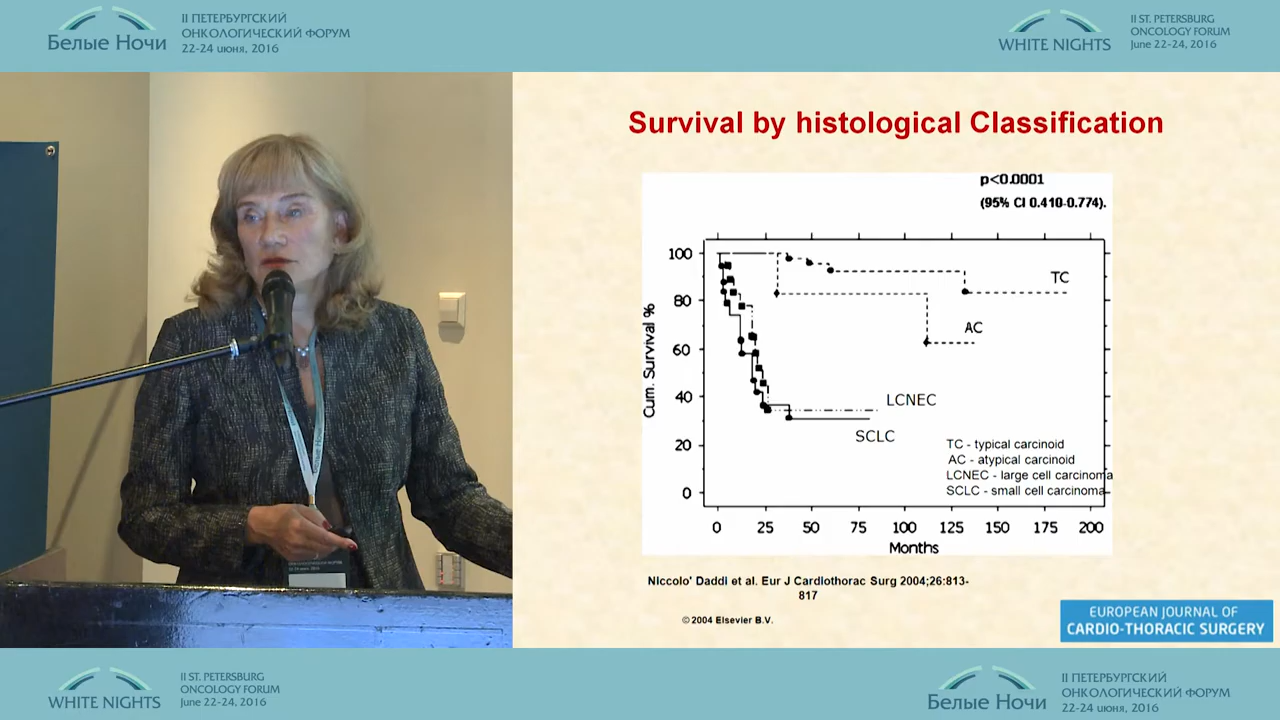 Белые Ночи
II ПЕТЕРБУРГСКИЙ
ОНКОЛОГИЧЕСКИЙ ФОРУМ
22-24 июня, 2016
WHITE NIGHTS
II ST. PETERSBURG
ONCOLOGY FORUM
June 22-24, 2016
Survival by histological Classification
p<0.0001
(95% CI 0.410-0.774).
Cum. Survival %
100
80
60
40
20
0
TC
AC
LCNEC
SCLC
TC - typical carcinoid
AC - atypical carcinoid
LCNEC - large cell carcinoma
SCLC - small cell carcinoma
0 25 50 75 100 125 150 175 200
Months
NIccolo' Daddi et al. Eur J Cardiothorac Surg 2004;26:813-
817
© 2004 Elsevier B.V.
EUROPEAN JOURNAL OF
CARDIO-THORACIC SURGERY
WHITE NIGHTS
II ST. PETERSBURG
ONCOLOGY FORUM
June 22-24, 2016
Белые Ночи
II ПЕТЕРБУРГСКИЙ
ОНКОЛОГИЧЕСКИЙ ФОРУМ
22-24 июня, 2016